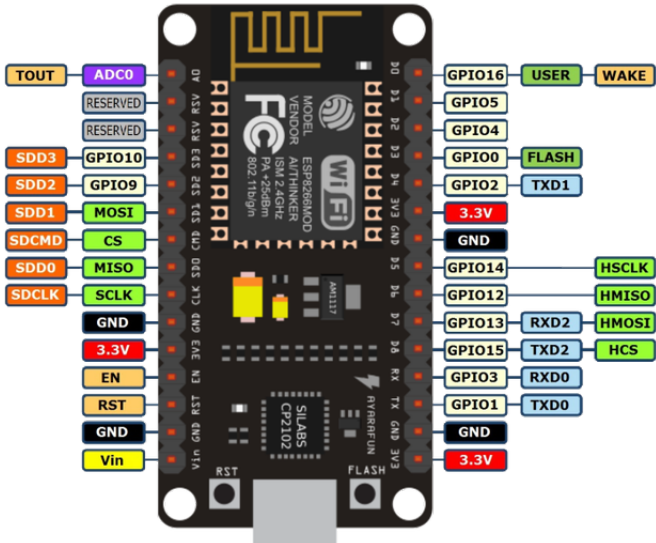 TOUT ADC0
RESERVED
RESERVED
SDD3 GPIO10
SDD2 GPIO9
SDD1 MOSI
SDCMD CS
SDD0 MISO
SDCLK SCLK
GND
3.3V
EN
RST
GND
Vin
A0
RSV
RSV
SD3
SD2
SD1
CMD
SD0
CLK
GND
3V3
EN
RST
GND
Vin
FC
MODEL ESP8266MOD
VENDOR AI/THINKER
ISM 2.4GHz
PA +25dBm
802.11b/g/n
Wi Fi
AM1117
SILABS
CP2102
AYARAFUN
RST
FLASH
D0
D1
D2
D3
D4
3V3
GND
D5
D6
D7
D8
RX
TX
GND
3V3
GPIO16 USER WAKE
GPIO5
GPIO4
GPIO0 FLASH
GPIO2 TXD1
3.3V
GND
GPIO14 HSCLK
GPIO12 HMISO
GPIO13 RXD2 HMOSI
GPIO15 TXD2 HCS
GPIO3 RXD0
GPIO1 TXD0
GND
3.3V